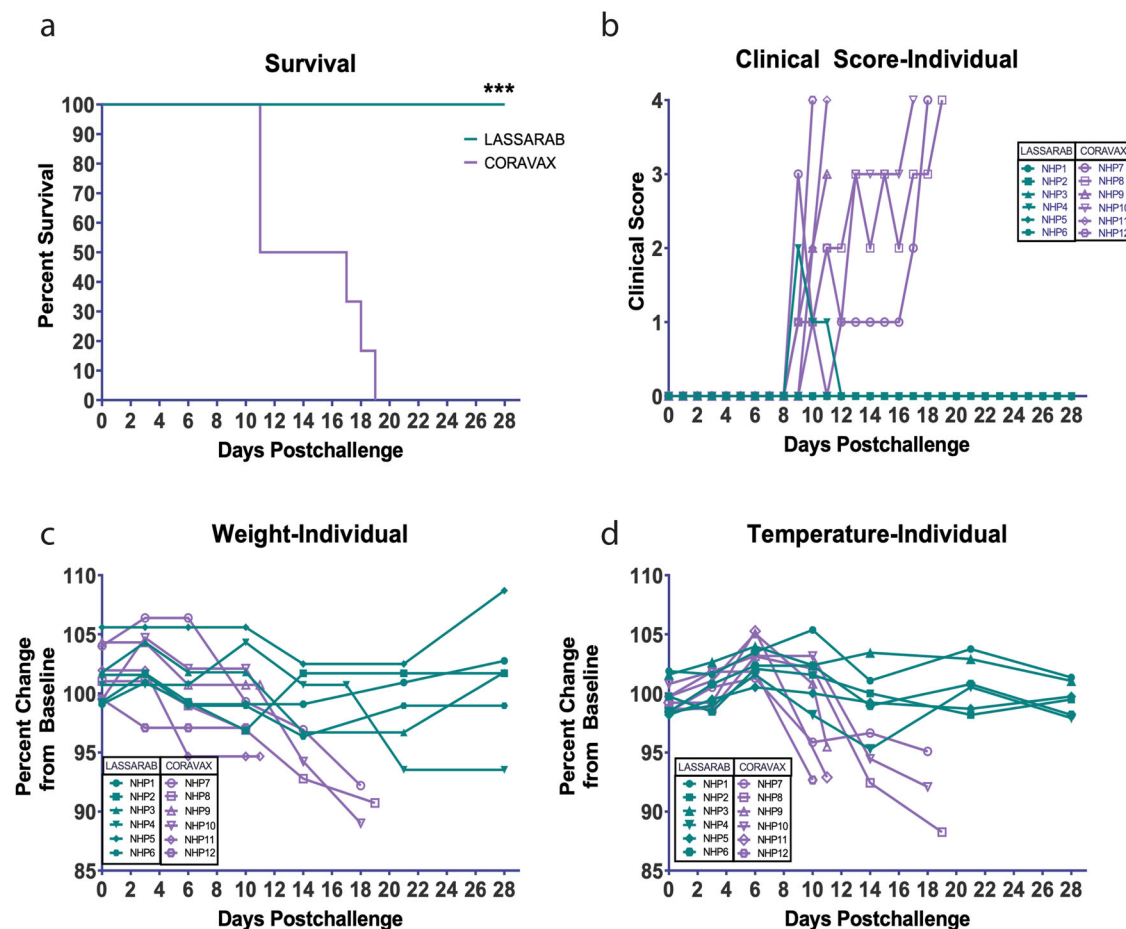 a
Survival
***
100
90
80
70
60
50
40
30
20
10
0
0 2 4 6 8 10 12 14 16 18 20 22 24 26 28
Percent Survival
Days Postchallenge
LASSARAB
CORAVAX
b
Clinical Score-Individual
4
3
2
1
0
0 2 4 6 8 10 12 14 16 18 20 22 24 26 28
Clinical Score
Days Postchallenge
LASSARAB CORAVAX
NHP1 NHP7
NHP2 NHP8
NHP3 NHP9
NHP4 NHP10
NHP5 NHP11
NHP6 NHP12
c
Weight-Individual
110
105
100
95
90
85
0 2 4 6 8 10 12 14 16 18 20 22 24 26 28
Percent Change
from Baseline
Days Postchallenge
LASSARAB CORAVAX
NHP1 NHP7
NHP2 NHP8
NHP3 NHP9
NHP4 NHP10
NHP5 NHP11
NHP6 NHP12
d
Temperature-Individual
110
105
100
95
90
85
0 2 4 6 8 10 12 14 16 18 20 22 24 26 28
Percent Change
from Baseline
Days Postchallenge
LASSARAB CORAVAX
NHP1 NHP7
NHP2 NHP8
NHP3 NHP9
NHP4 NHP10
NHP5 NHP11
NHP6 NHP12